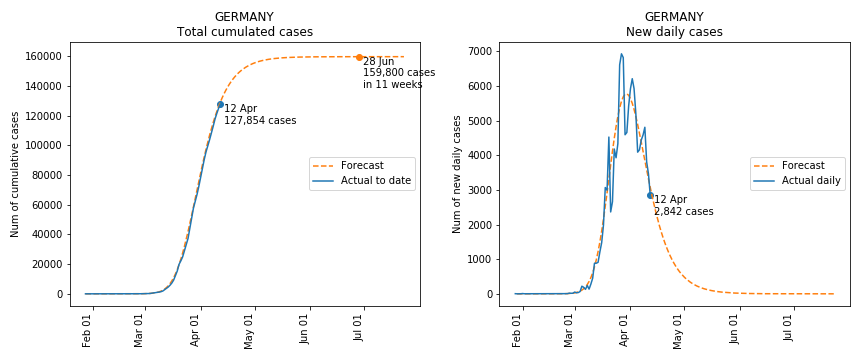 GERMANY
Total cumulated cases
160000
140000
120000
100000
80000
60000
40000
20000
0
Num of cumulative cases
28 Jun
159,800 cases
in 11 weeks
12 Apr
127,854 cases
Forecast
Actual to date
Feb 01
Mar 01
Apr 01
May 01
Jun 01
Jul 01
GERMANY
New daily cases
7000
6000
5000
4000
3000
2000
1000
0
Num of new daily cases
12 Apr
2,842 cases
Forecast
Actual daily
Feb 01
Mar 01
Apr 01
May 01
Jun 01
Jul 01